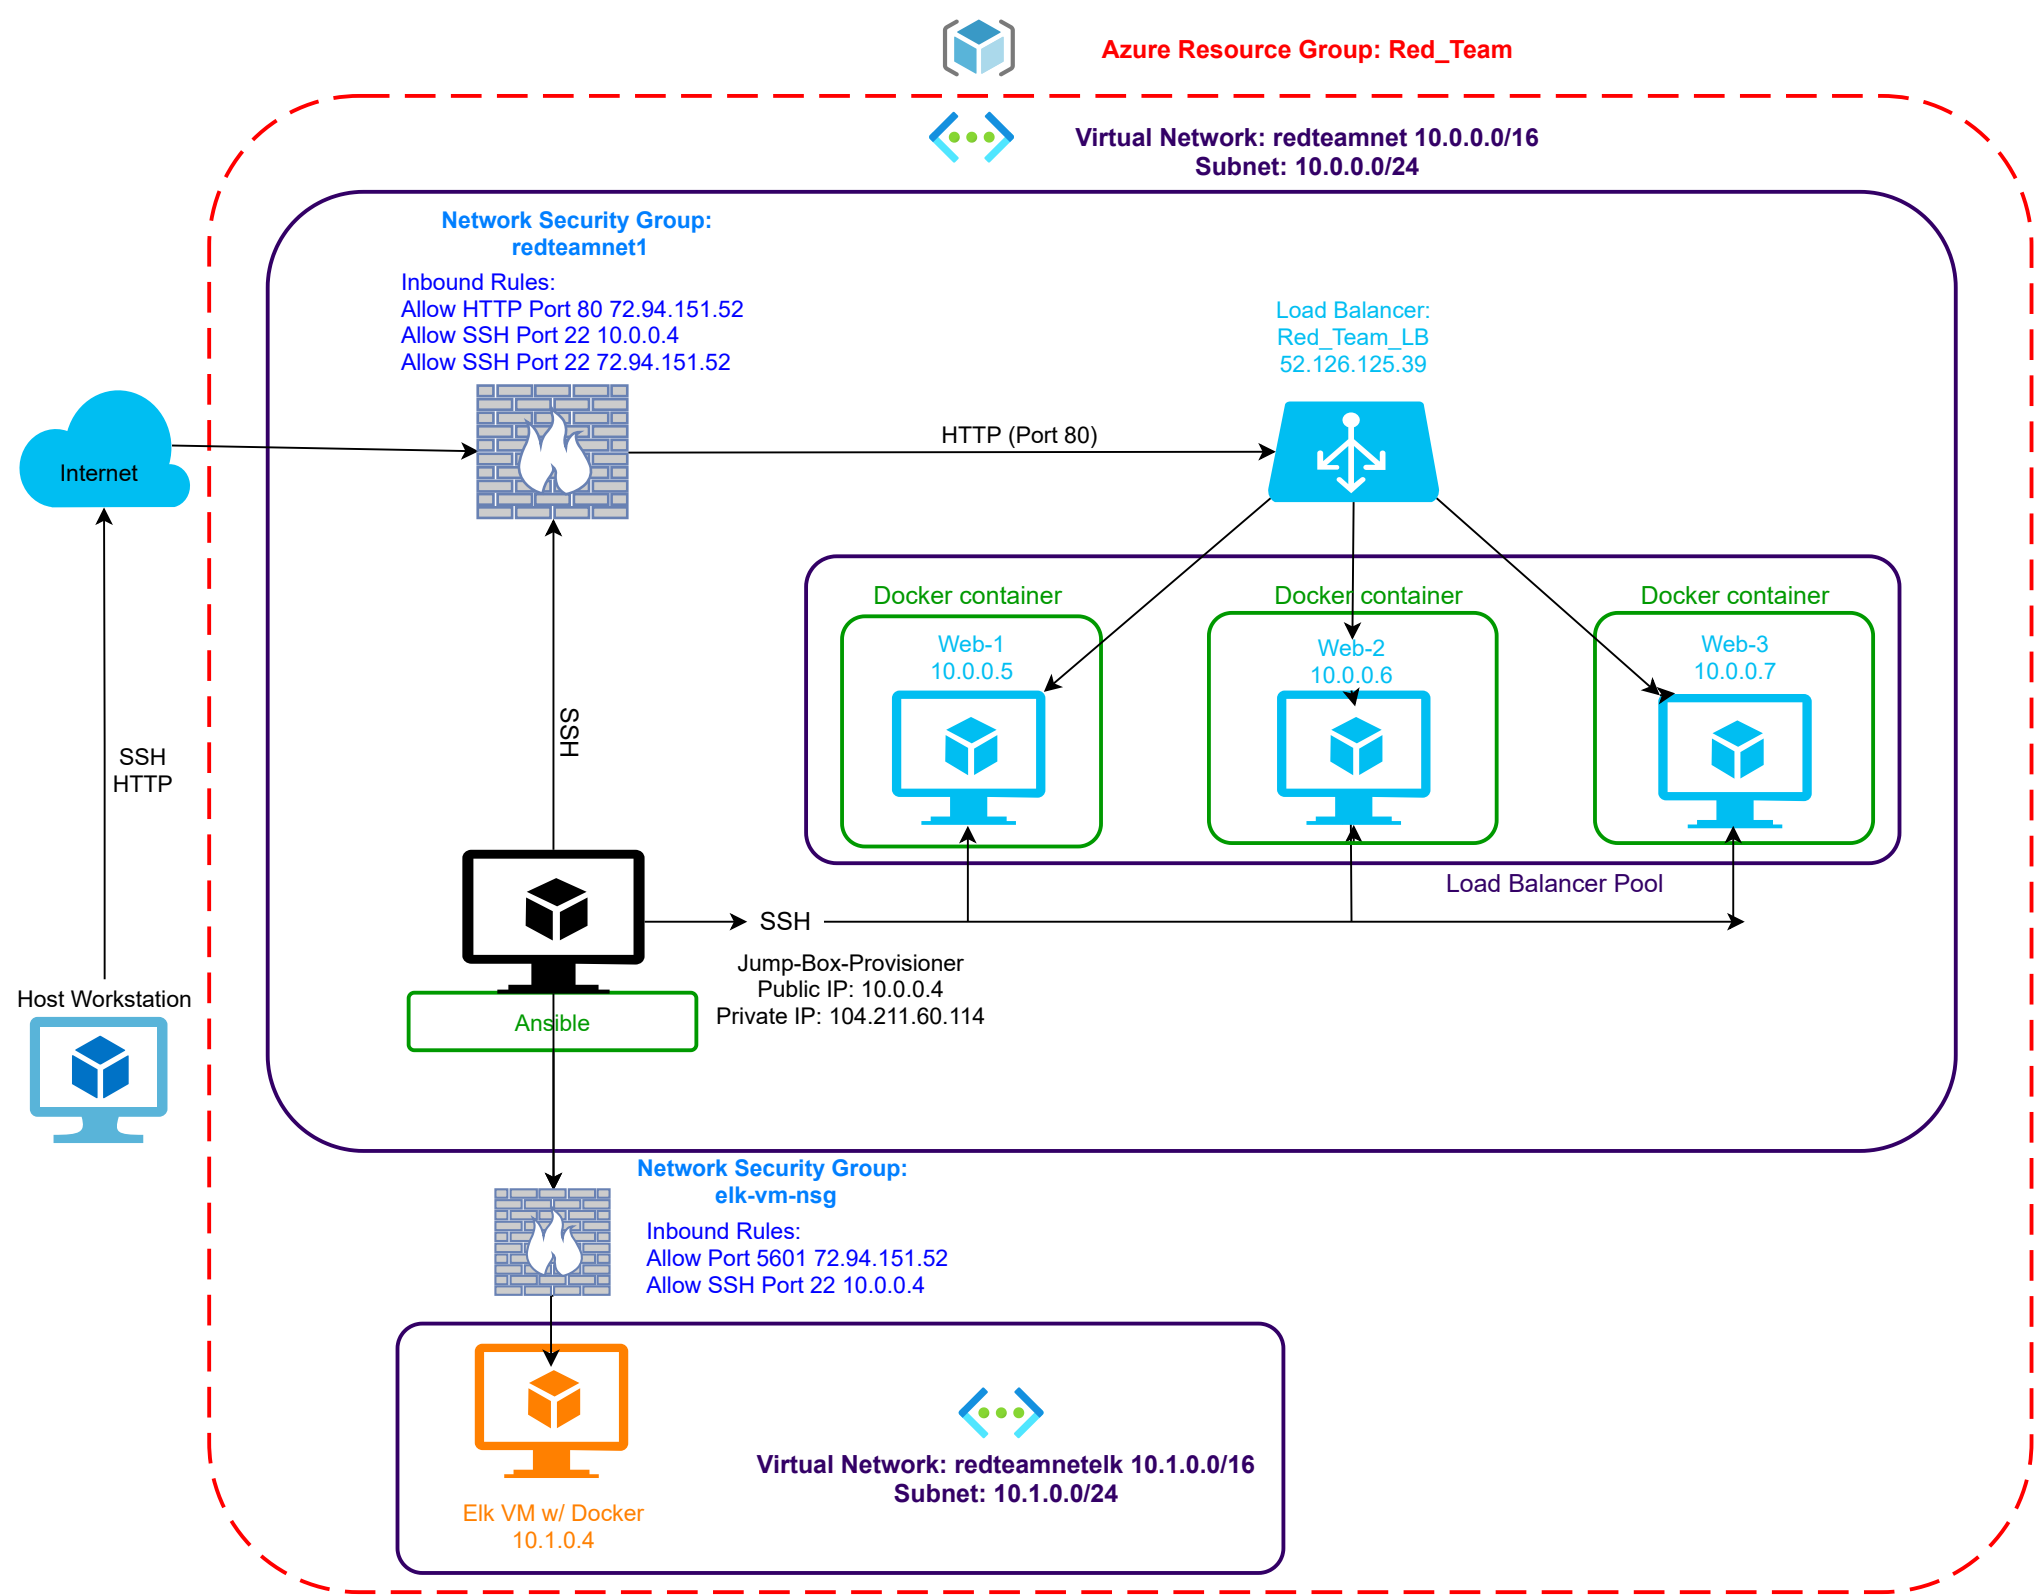 Azure Resource Group: Red_Team
Virtual Network: redteamnet 10.0.0.0/16
Subnet: 10.0.0.0/24
Network Security Group:
redteamnet1
Inbound Rules:
Allow HTTP Port 80 72.94.151.52
Allow SSH Port 22 10.0.0.4
Allow SSH Port 22 72.94.151.52
Load Balancer:
Red_Team_LB
52.126.125.39
Internet
HTTP (Port 80)
Docker container
Docker container
Docker container
Web-1
10.0.0.5
Web-2
10.0.0.6
Web-3
10.0.0.7
SSH
SSH
HTTP
Load Balancer Pool
SSH
Jump-Box-Provisioner
Public IP: 10.0.0.4
Private IP: 104.211.60.114
Host Workstation
Ansible
Network Security Group:
elk-vm-nsg
Inbound Rules:
Allow Port 5601 72.94.151.52
Allow SSH Port 22 10.0.0.4
Virtual Network: redteamnetelk 10.1.0.0/16
Subnet: 10.1.0.0/24
Elk VM w/ Docker
10.1.0.4